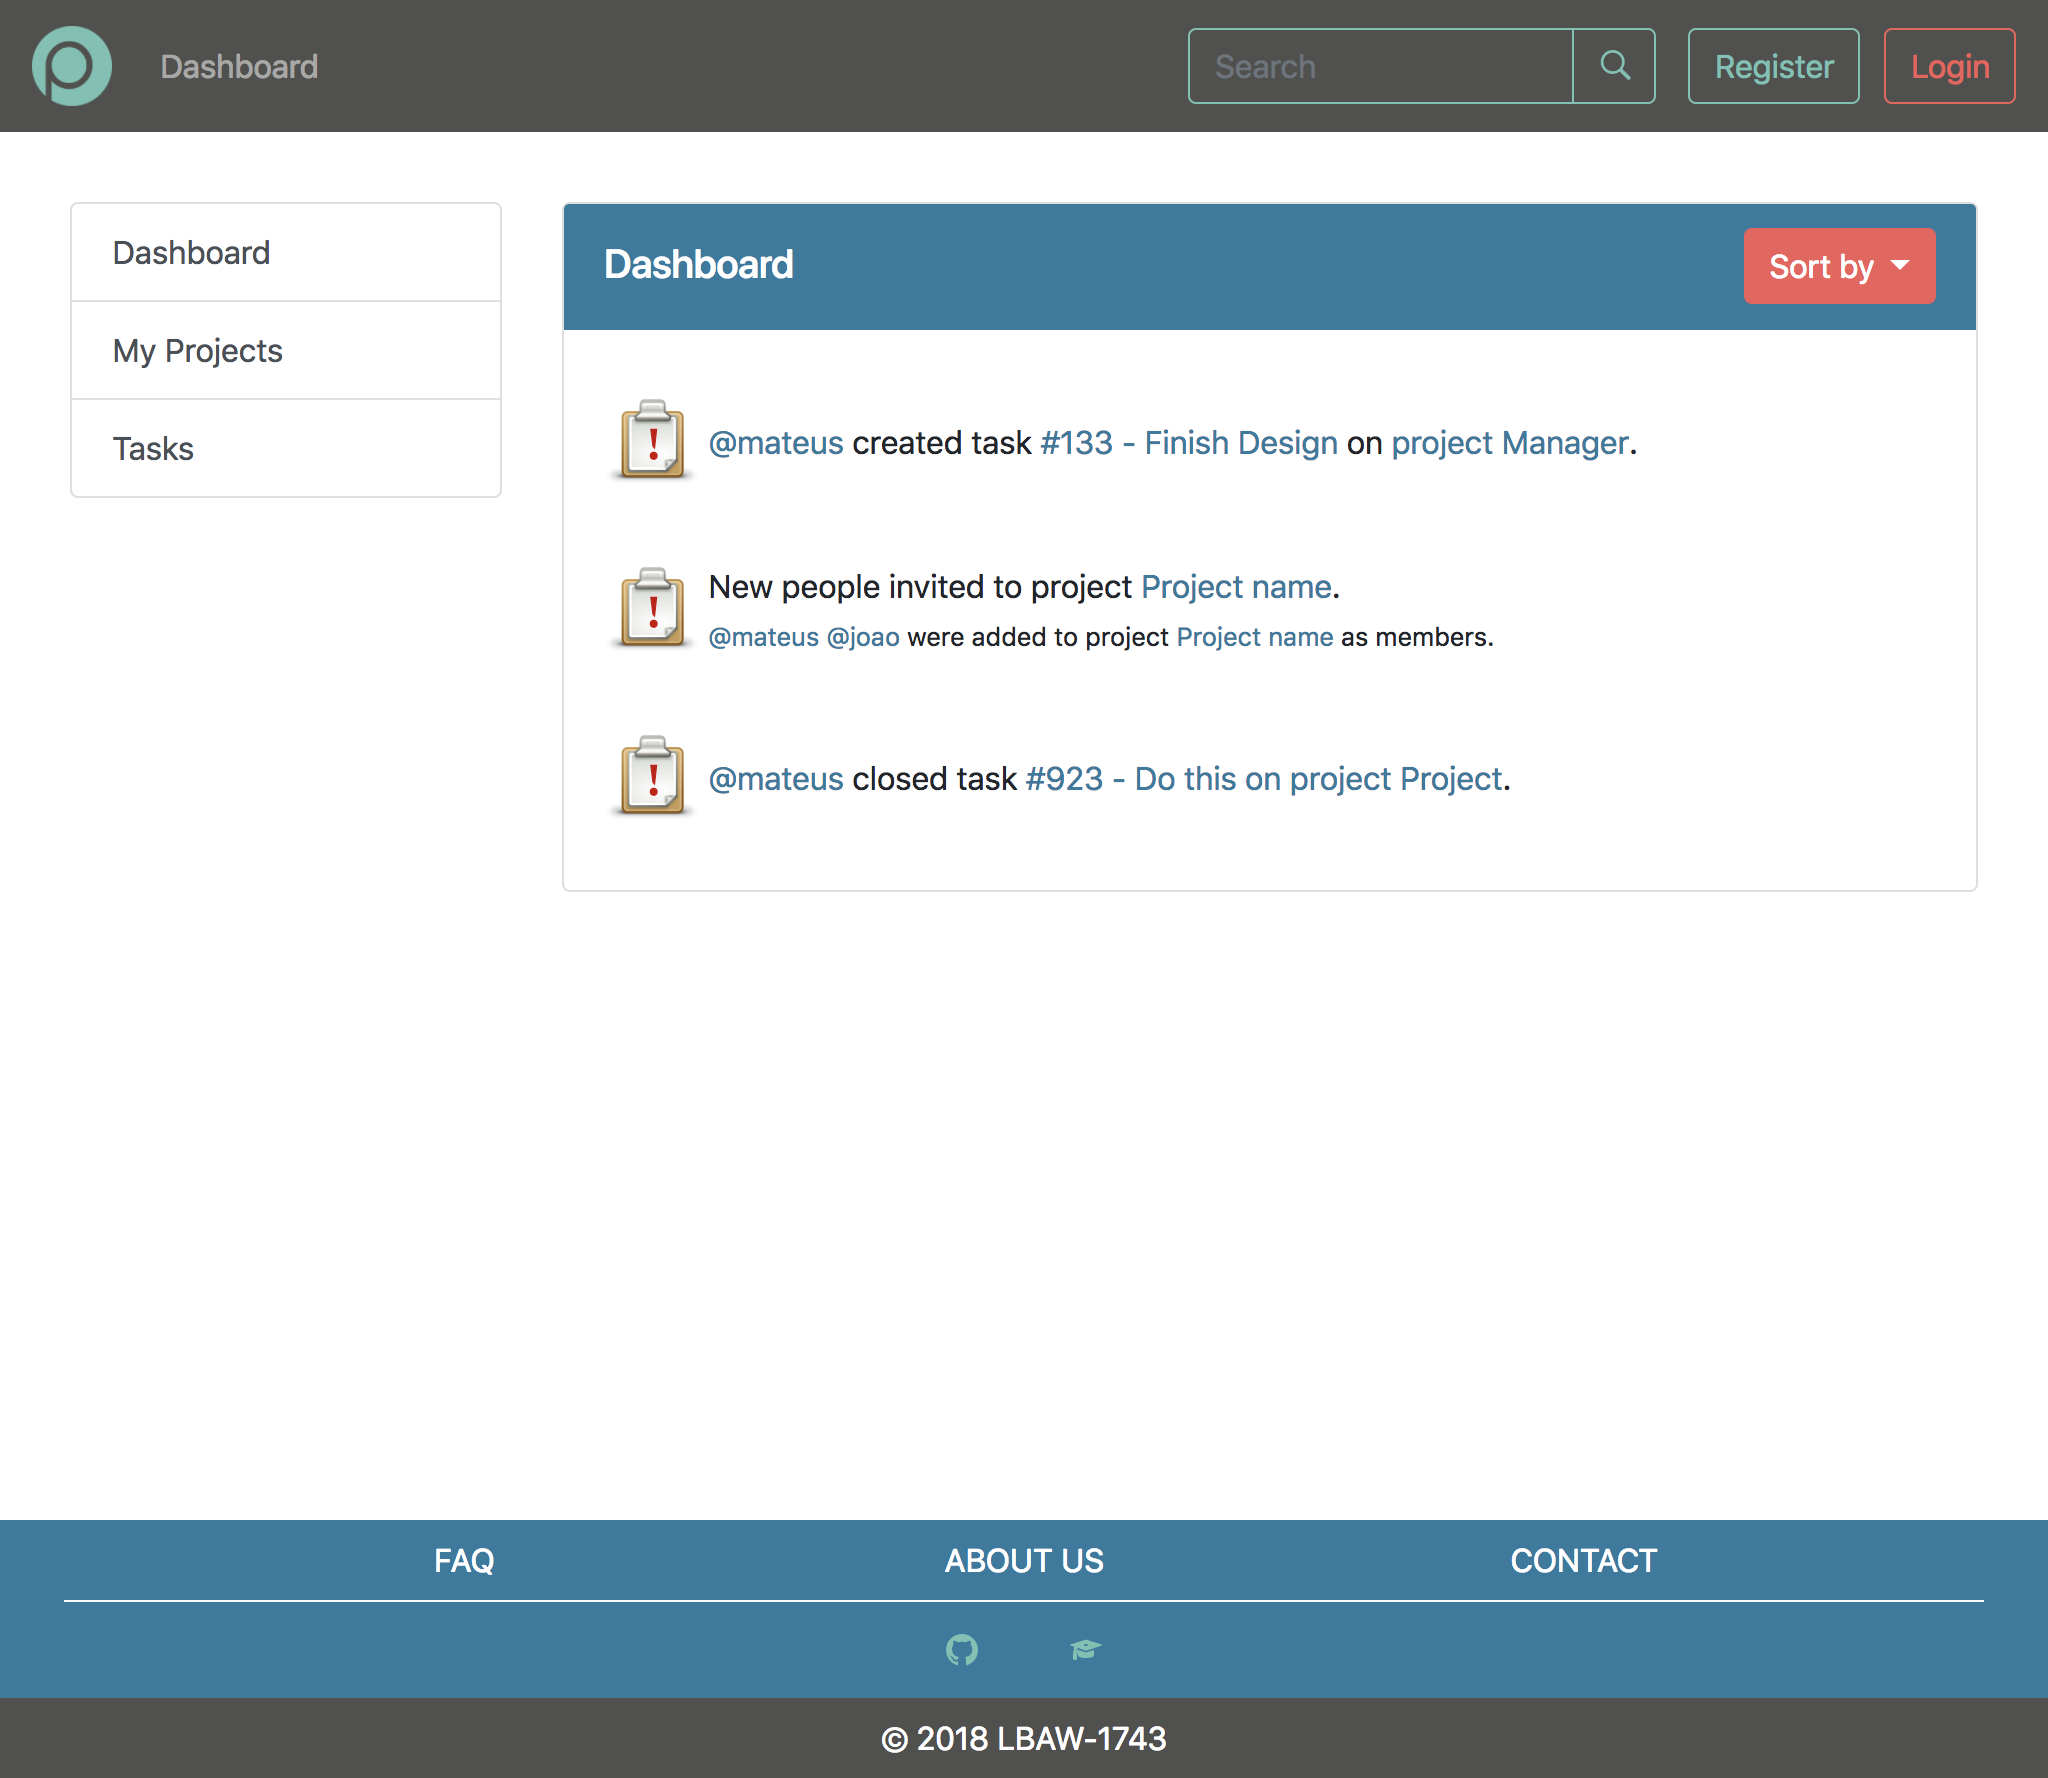 Dashboard
Search
Register
Login
Dashboard
My Projects
Tasks
Dashboard
Sort by
@mateus created task #133 - Finish Design on project Manager.
New people invited to project Project name.
@mateus @joao were added to project Project name as members.
@mateus closed task #923 - Do this on project Project.
FAQ
ABOUT US
CONTACT
© 2018 LBAW-1743